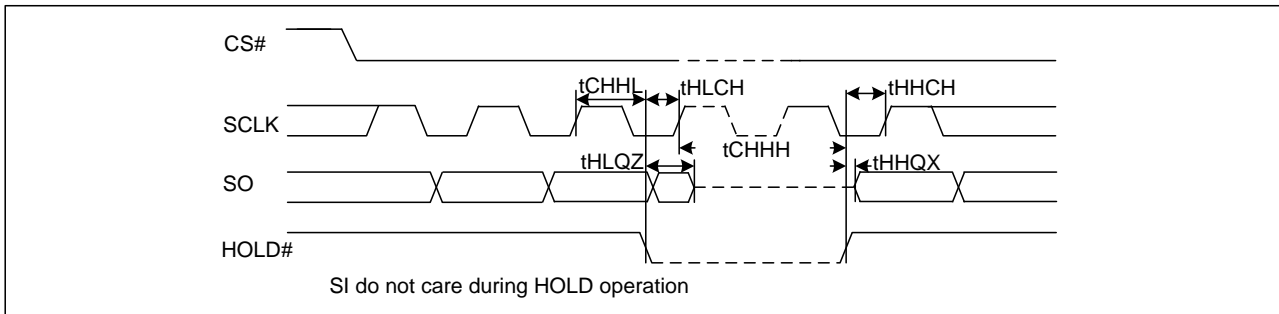 CS#
tCHHL
tHLCH
tHHCH
SCLK
tCHHH
tHLQZ
tHHQX
SO
HOLD#
SI do not care during HOLD operation